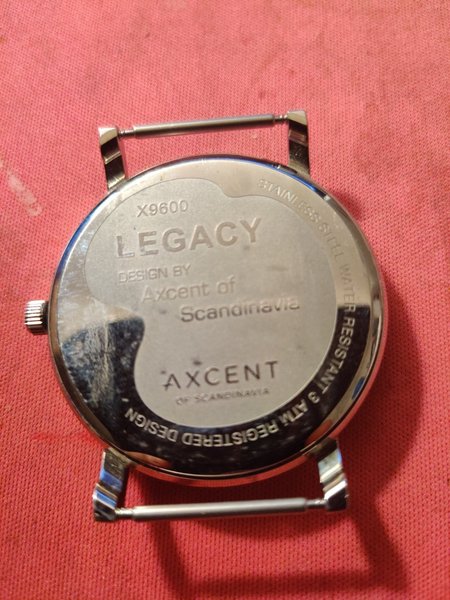 X9600
LEGACY
DESIGN BY
Axcent of
Scandinavia
AXCENT
OF SCANDINAVIA
STAINLESS STEEL WATER RESISTANT 3 ATM REGISTERED DESIGN